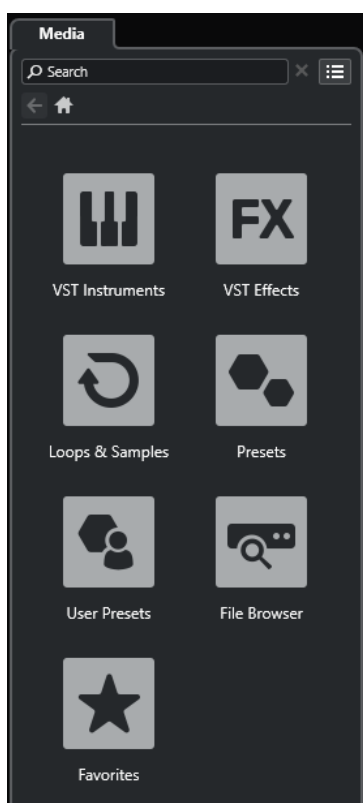 Media
Search
VST Instruments
FX
VST Effects
Loops & Samples
Presets
User Presets
File Browser
Favorites